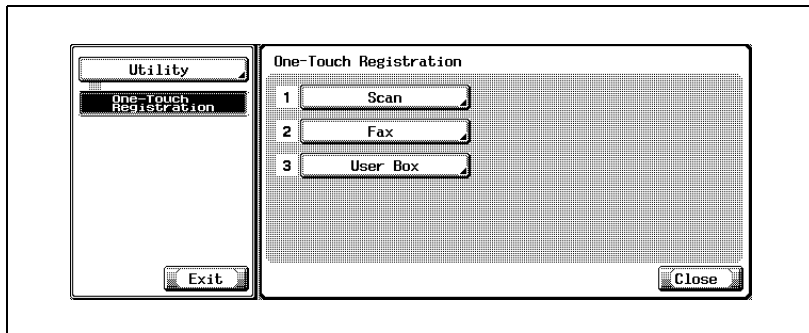 Utility
One-Touch
Registration
Exit
One-Touch Registration
1 Scan
2 Fax
3 User Box
Close